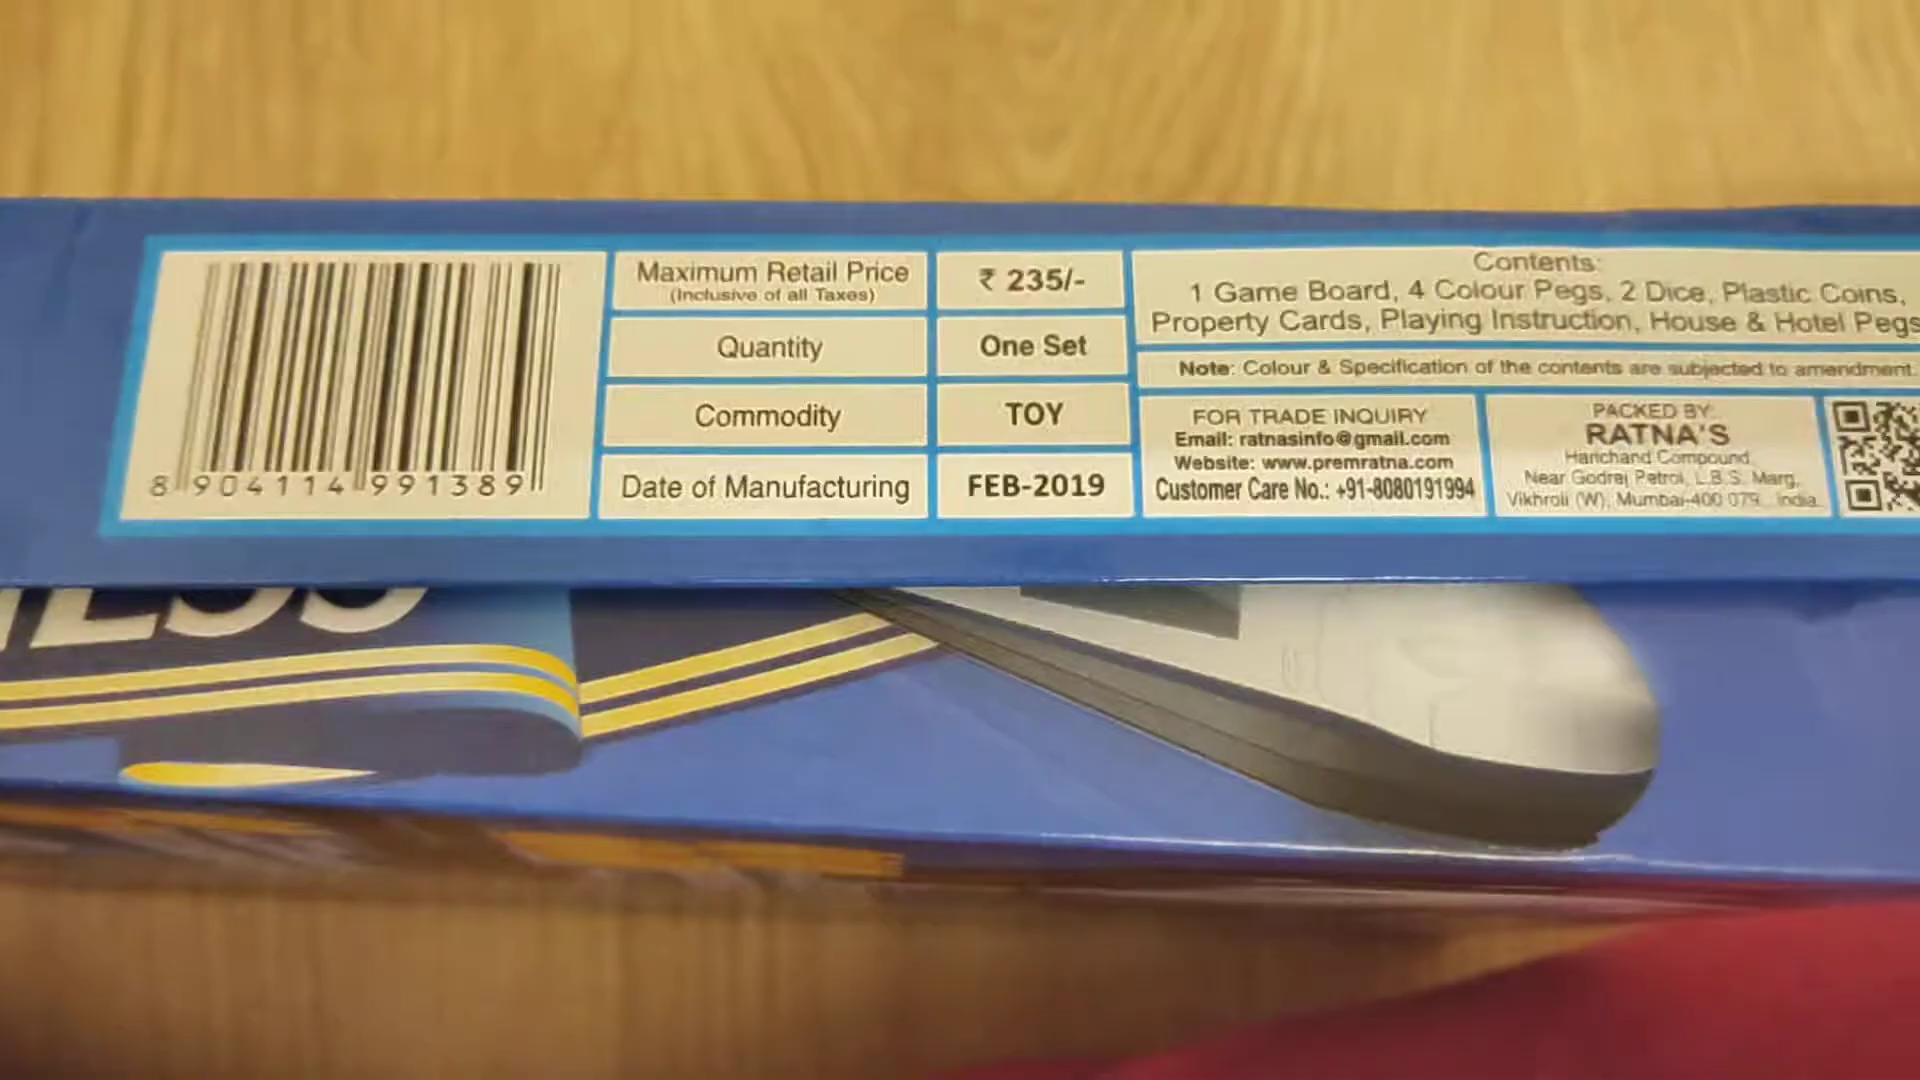 8 904114 991389
Maximum Retail Price
(Inclusive of all Taxes)
₹ 235/-
Quantity
One Set
Commodity
TOY
Date of Manufacturing
FEB-2019
Contents:
1 Game Board, 4 Colour Pegs, 2 Dice, Plastic Coins,
Property Cards, Playing Instruction, House & Hotel Pegs
Note: Colour & Specification of the contents are subjected to amendment.
FOR TRADE INQUIRY
Email: ratnasinfo@gmail.com
Website: www.premratna.com
Customer Care No.: +91-8080191994
PACKED BY:
RATNA'S
Harichand Compound,
Near Godrej Petrol, L.B.S. Marg,
Vikhroli (W), Mumbai-400 079. India.